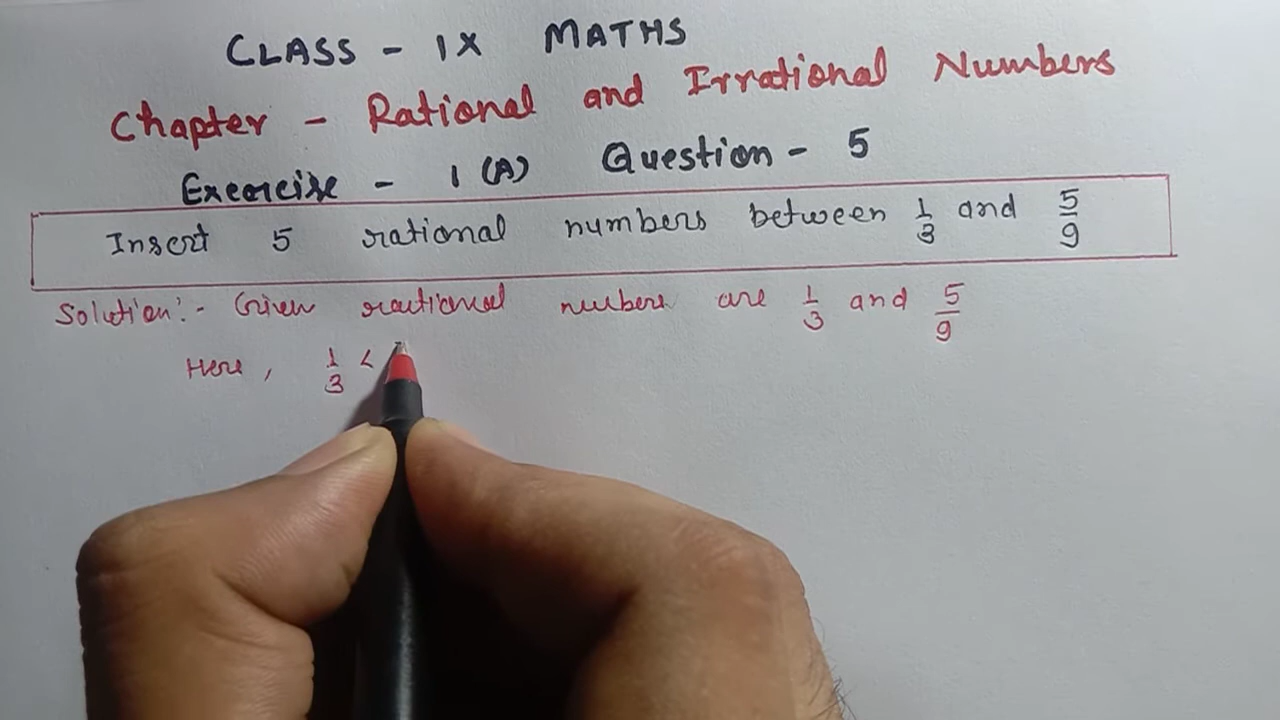 CLASS - IX MATHS
Chapter - Rational and Irrational Numbers
Exercise - 1 (A) Question - 5
Insert 5 rational numbers between 1/3 and 5/9
Solution:- Given rational numbers are 1/3 and 5/9
Here, 1/3 <